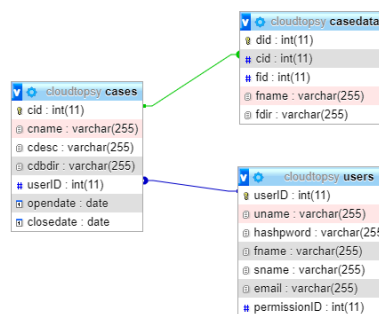 cloudtopsy casedata
did : int(11)
cid : int(11)
fid : int(11)
fname : varchar(255)
fdir : varchar(255)
cloudtopsy cases
cid : int(11)
cname : varchar(255)
cdesc : varchar(255)
cdbdir : varchar(255)
userID : int(11)
opendate : date
closedate : date
cloudtopsy users
userID : int(11)
uname : varchar(255)
hashpword : varchar(255
fname : varchar(255)
sname : varchar(255)
email : varchar(255)
permissionID : int(11)